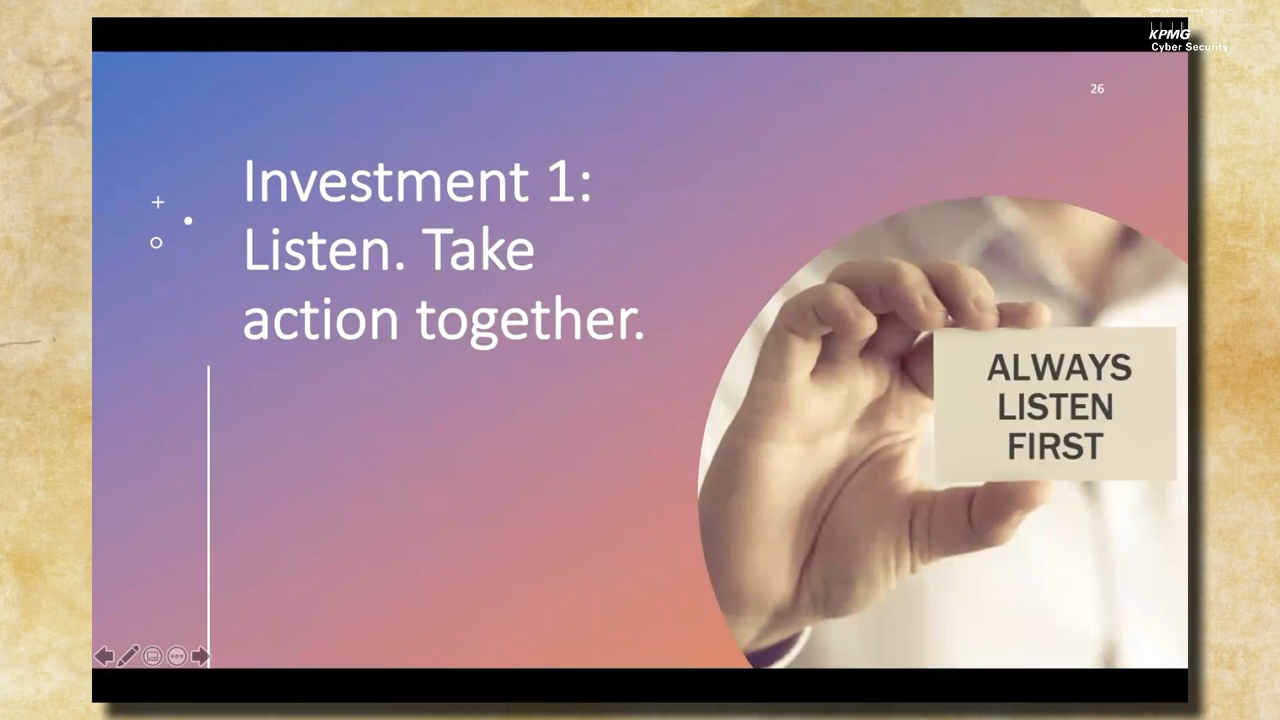 KPMG
Cyber Security
26
Investment 1:
Listen. Take
action together.
ALWAYS
LISTEN
FIRST